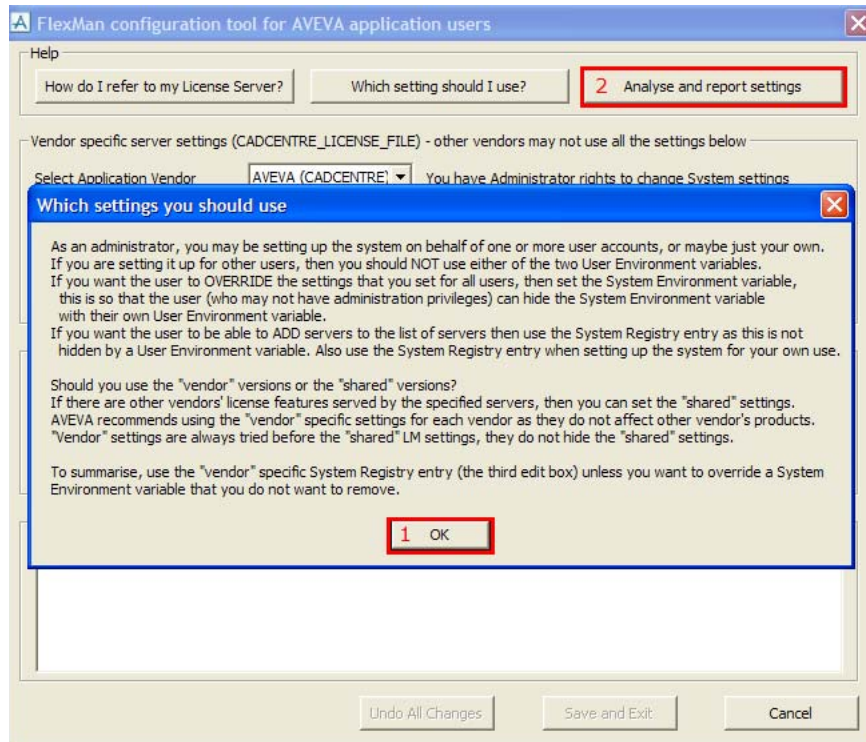 FlexMan configuration tool for AVEVA application users
Help
How do I refer to my License Server?
Which setting should I use?
2 Analyse and report settings
Vendor specific server settings (CADCENTRE_LICENSE_FILE) - other vendors may not use all the settings below
Select Application Vendor
AVEVA (CADCENTRE)
You have Administrator rights to change System settings
Which settings you should use
As an administrator, you may be setting up the system on behalf of one or more user accounts, or maybe just your own.
If you are setting it up for other users, then you should NOT use either of the two User Environment variables.
If you want the user to OVERRIDE the settings that you set for all users, then set the System Environment variable,
this is so that the user (who may not have administration privileges) can hide the System Environment variable
with their own User Environment variable.
If you want the user to be able to ADD servers to the list of servers then use the System Registry entry as this is not
hidden by a User Environment variable. Also use the System Registry entry when setting up the system for your own use.
Should you use the "vendor" versions or the "shared" versions?
If there are other vendors' license features served by the specified servers, then you can set the "shared" settings.
AVEVA recommends using the "vendor" specific settings for each vendor as they do not affect other vendor's products.
"Vendor" settings are always tried before the "shared" LM settings, they do not hide the "shared" settings.
To summarise, use the "vendor" specific System Registry entry (the third edit box) unless you want to override a System
Environment variable that you do not want to remove.
1 OK
Undo All Changes
Save and Exit
Cancel